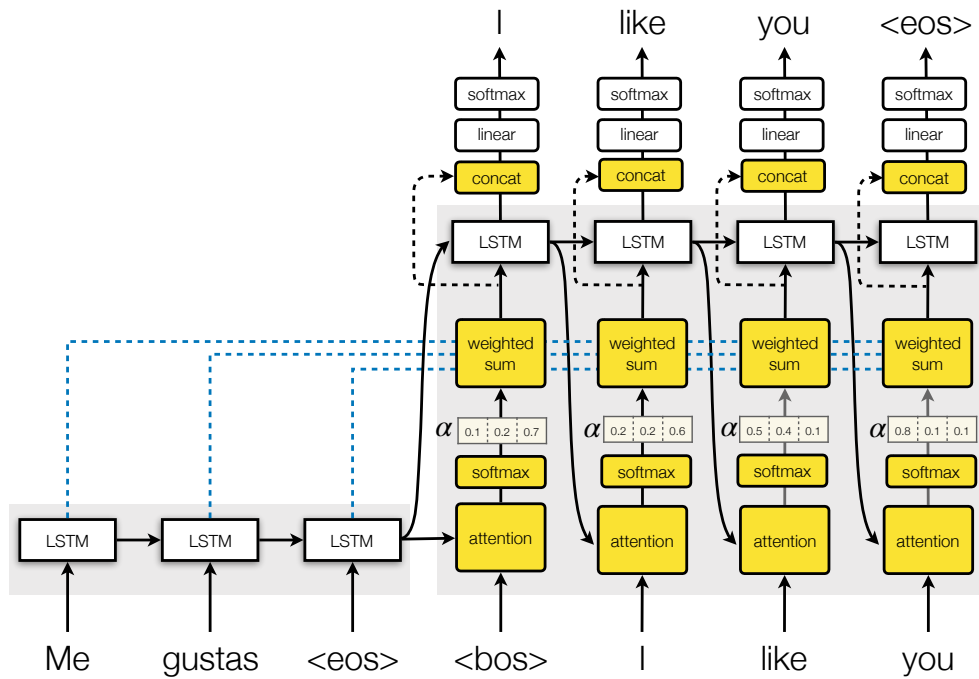 I like you <eos>
softmax softmax softmax softmax
linear linear linear linear
concat concat concat concat
LSTM LSTM LSTM LSTM
weighted sum weighted sum weighted sum weighted sum
α 0.1 0.2 0.7 α 0.2 0.2 0.6 α 0.5 0.4 0.1 α 0.8 0.1 0.1
softmax softmax softmax softmax
LSTM LSTM LSTM attention attention attention attention
Me gustas <eos> <bos> I like you